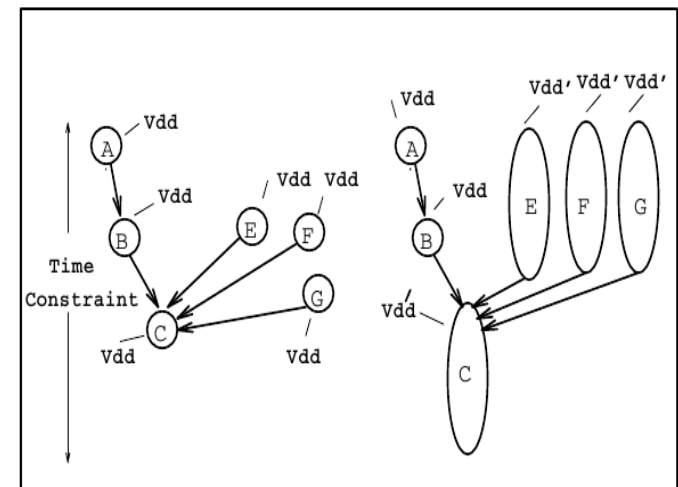 Vdd' Vdd' Vdd'
Vdd
Vdd
A
A
Vdd
Vdd
Vdd
Vdd
E
F
G
B
E
F
B
Time
Constraint
G
Vdd'
C
Vdd
Vdd
C